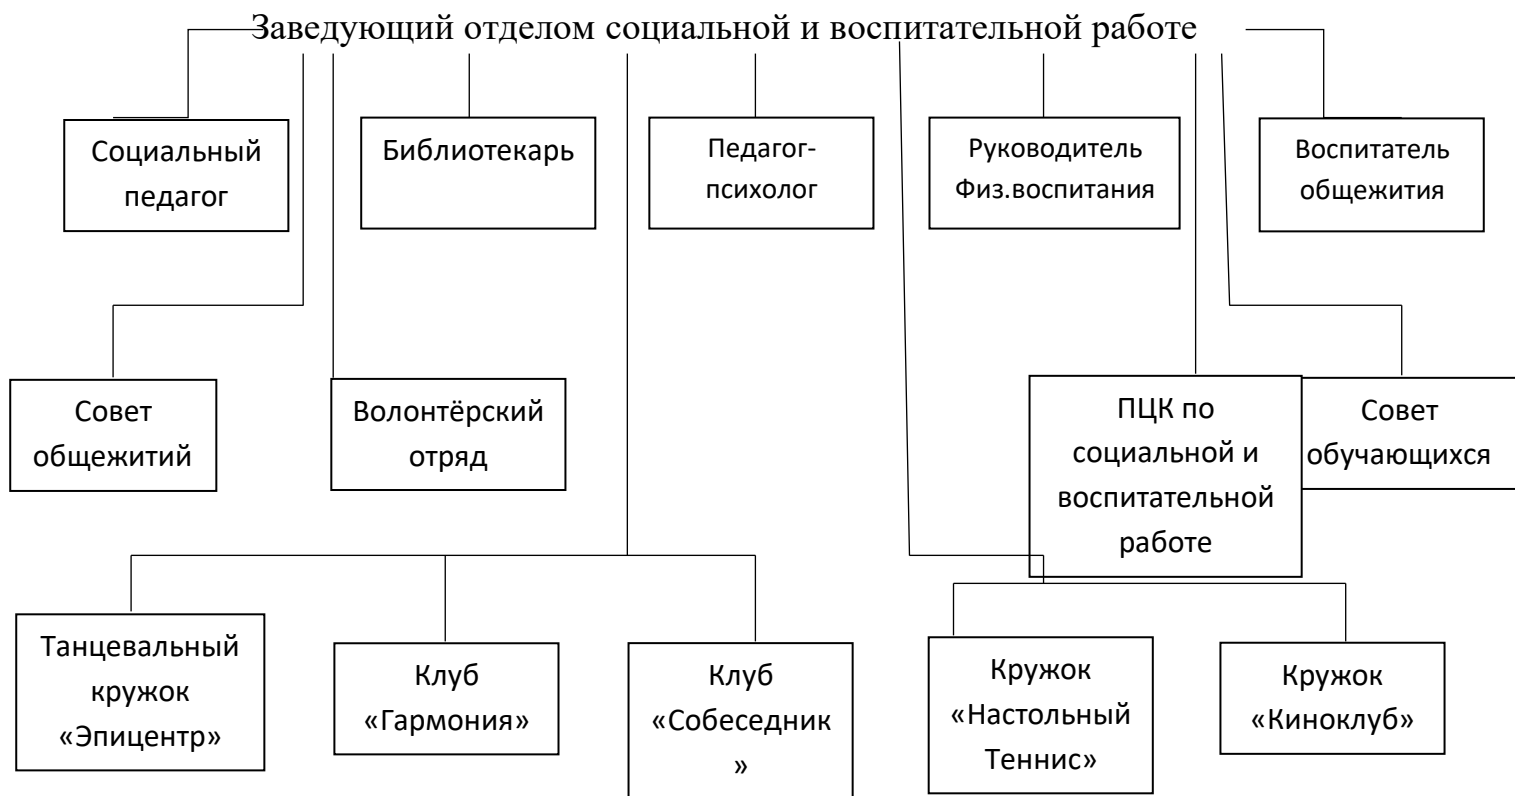 Заведующий отделом социальной и воспитательной работе
Социальный
педагог
Библиотекарь
Педагог-
психолог
Руководитель
Физ.воспитания
Воспитатель
общежития
Совет
общежитий
Волонтёрский
отряд
ПЦК по
социальной и
воспитательной
работе
Совет
обучающихся
Танцевальный
кружок
«Эпицентр»
Клуб
«Гармония»
Клуб
«Собеседник
»
Кружок
«Настольный
Теннис»
Кружок
«Киноклуб»